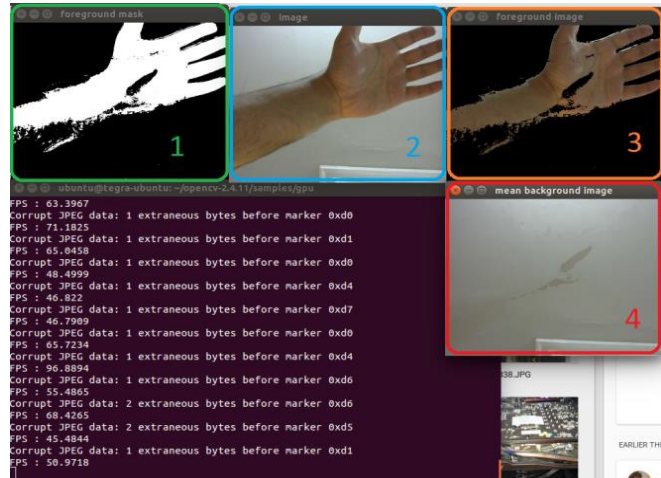 foreground mask
Image
foreground image
1
2
3
ubuntu@tegra-ubuntu: ~/opencv-2.4.11/samples/gpu
mean background image
4
FPS : 63.3967
Corrupt JPEG data: 1 extraneous bytes before marker 0xd0
FPS : 71.1825
Corrupt JPEG data: 1 extraneous bytes before marker 0xd1
FPS : 65.0458
Corrupt JPEG data: 1 extraneous bytes before marker 0xd0
FPS : 48.4999
Corrupt JPEG data: 1 extraneous bytes before marker 0xd4
FPS : 46.822
Corrupt JPEG data: 1 extraneous bytes before marker 0xd7
FPS : 46.7909
Corrupt JPEG data: 1 extraneous bytes before marker 0xd0
FPS : 65.7234
Corrupt JPEG data: 1 extraneous bytes before marker 0xd4
FPS : 96.8894
Corrupt JPEG data: 1 extraneous bytes before marker 0xd6
FPS : 55.4865
Corrupt JPEG data: 2 extraneous bytes before marker 0xd6
FPS : 68.4265
Corrupt JPEG data: 2 extraneous bytes before marker 0xd5
FPS : 45.4844
Corrupt JPEG data: 1 extraneous bytes before marker 0xd1
FPS : 50.9718
38.JPG
EARLIER TH